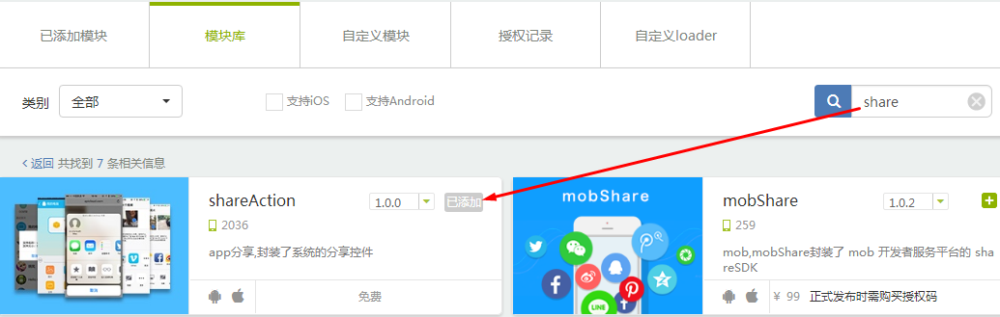 已添加模块
模块库
自定义模块
授权记录
自定义loader
类别
全部
支持iOS
支持Android
share
< 返回 共找到 7 条相关信息
shareAction
1.0.0
已添加
2036
app分享,封装了系统的分享控件
免费
mobShare
mobShare
1.0.2
259
mob,mobShare封装了 mob 开发者服务平台的 sha
reSDK
¥ 99 正式发布时需购买授权码
LINE